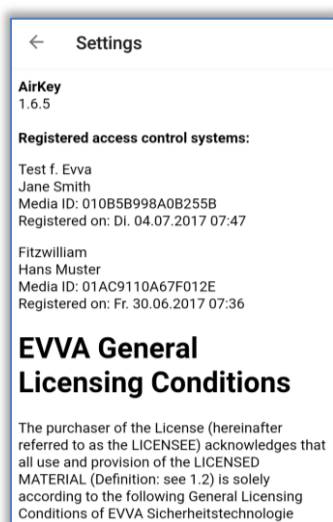 Settings
AirKey
1.6.5
Registered access control systems:
Test f. Evva
Jane Smith
Media ID: 010B5B998A0B255B
Registered on: Di. 04.07.2017 07:47
Fitzwilliam
Hans Muster
Media ID: 01AC9110A67F012E
Registered on: Fr. 30.06.2017 07:36
EVVA General
Licensing Conditions
The purchaser of the License (hereinafter
referred to as the LICENSEE) acknowledges that
all use and provision of the LICENSED
MATERIAL (Definition: see 1.2) is solely
according to the following General Licensing
Conditions of EVVA Sicherheitstechnologie